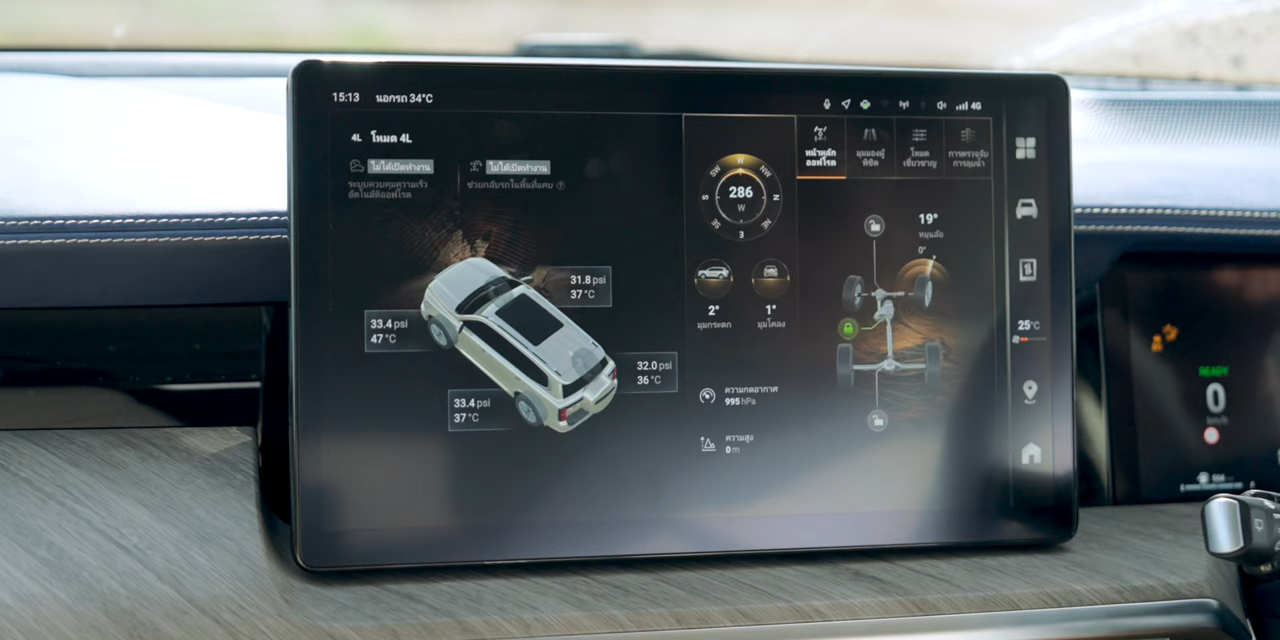 15:13 นอกรถ 34°C
4G
4L โหมด 4L
ไม่ได้เปิดทำงาน
ระบบควบคุมความเร็ว
อัตโนมัติออฟโรด
ไม่ได้เปิดทำงาน
ช่วยกลับรถในพื้นที่แคบ
31.8 psi
37 °C
33.4 psi
47 °C
32.0 psi
36 °C
33.4 psi
37 °C
W
NW
N
NE
E
SE
S
SW
286
W
2°
มุมกระดก
1°
มุมโคลง
ความกดอากาศ
995 hPa
ความสูง
0 m
หน้าหลัก
ออฟโรด
มุมมองผู้
พิชิต
โหมด
เชี่ยวชาญ
การตรวจจับ
การลุยน้ำ
19°
หมุนล้อ
0°
25°C
READY
0
km/h